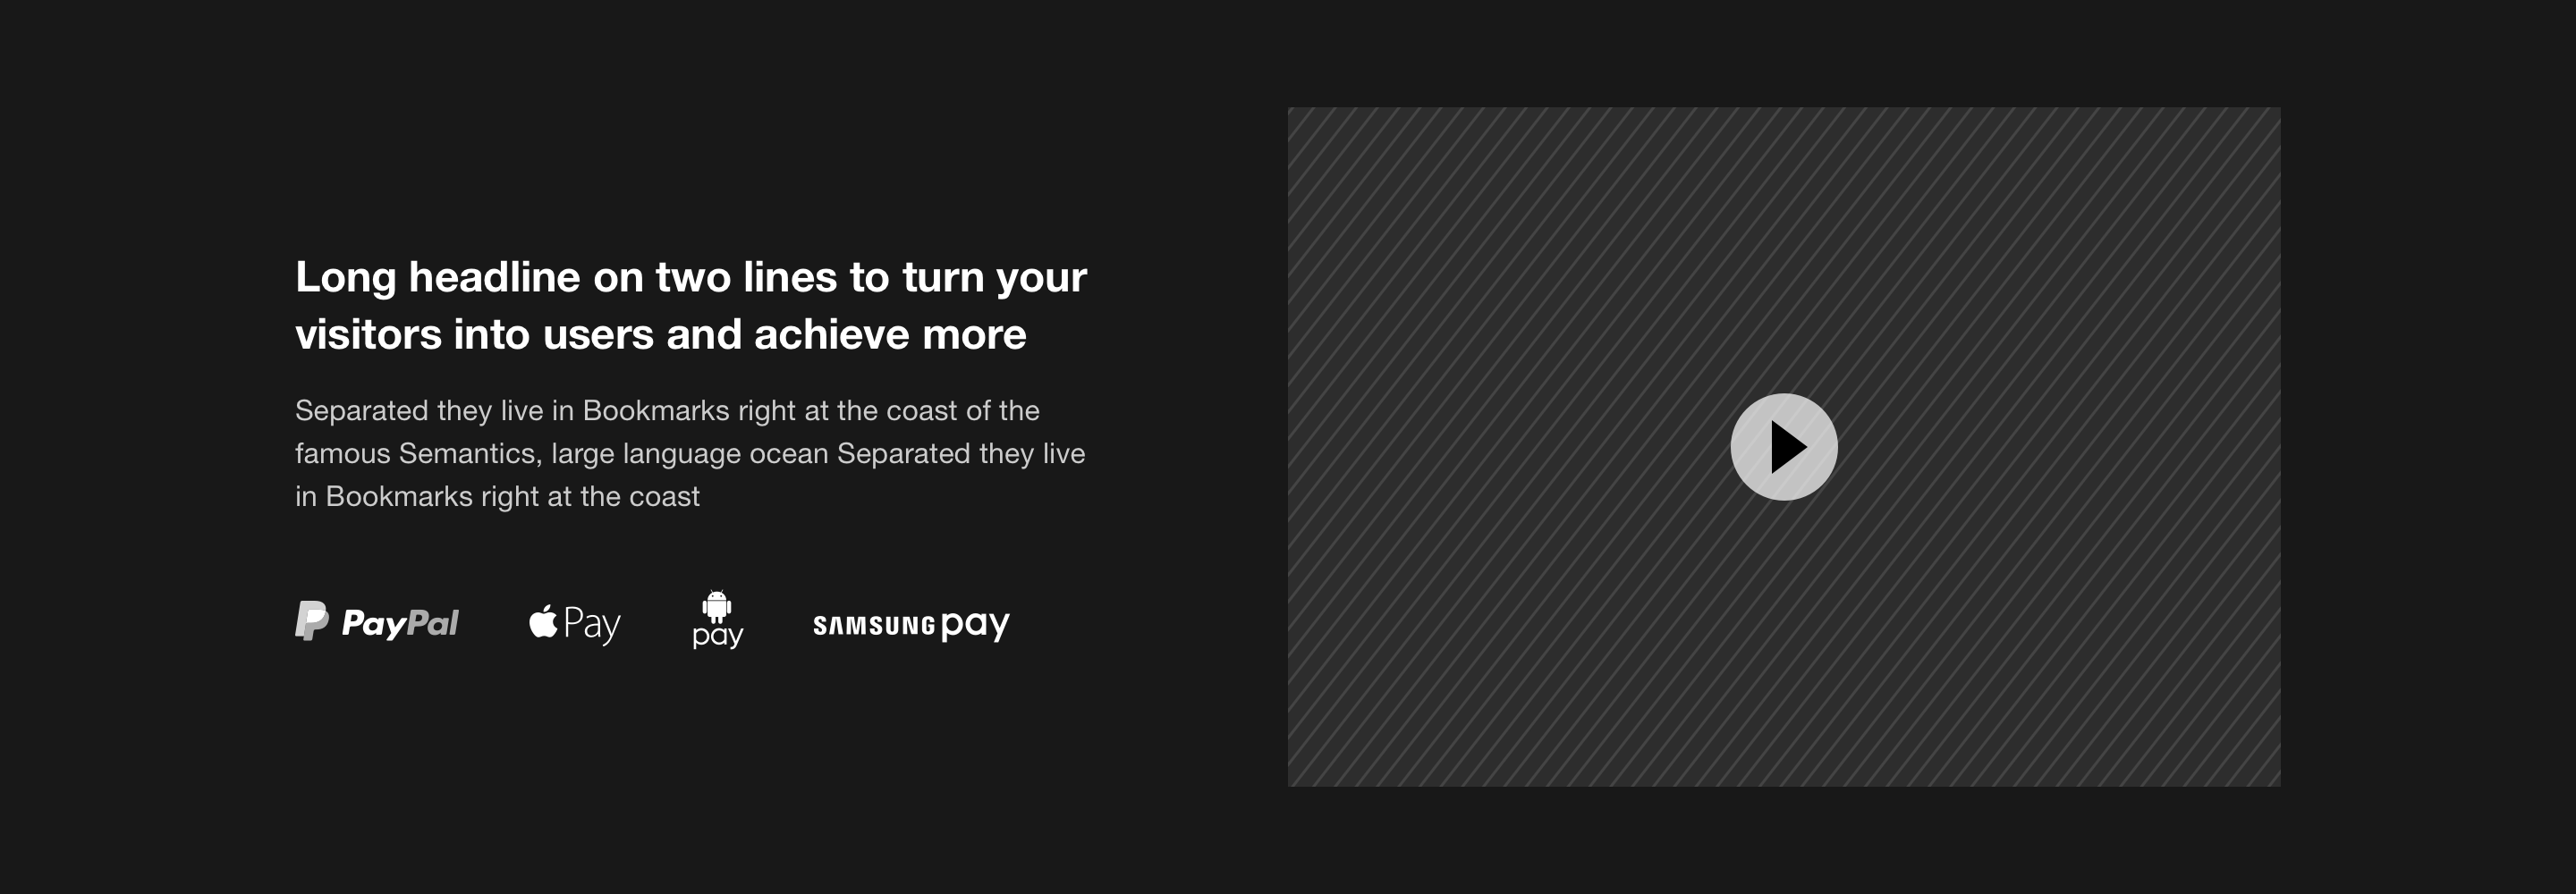 Long headline on two lines to turn your
visitors into users and achieve more
Separated they live in Bookmarks right at the coast of the
famous Semantics, large language ocean Separated they live
in Bookmarks right at the coast
PayPal
Pay
pay
SAMSUNG pay